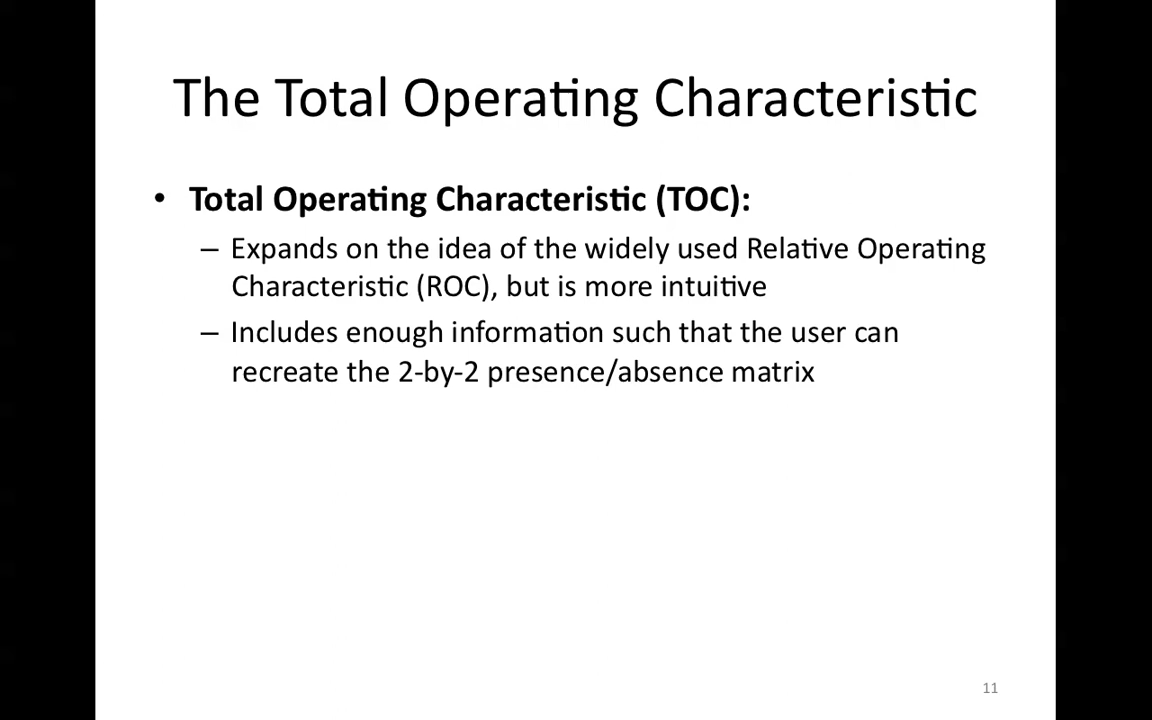 The Total Operating Characteristic
• Total Operating Characteristic (TOC):
– Expands on the idea of the widely used Relative Operating
Characteristic (ROC), but is more intuitive
– Includes enough information such that the user can
recreate the 2-by-2 presence/absence matrix
11